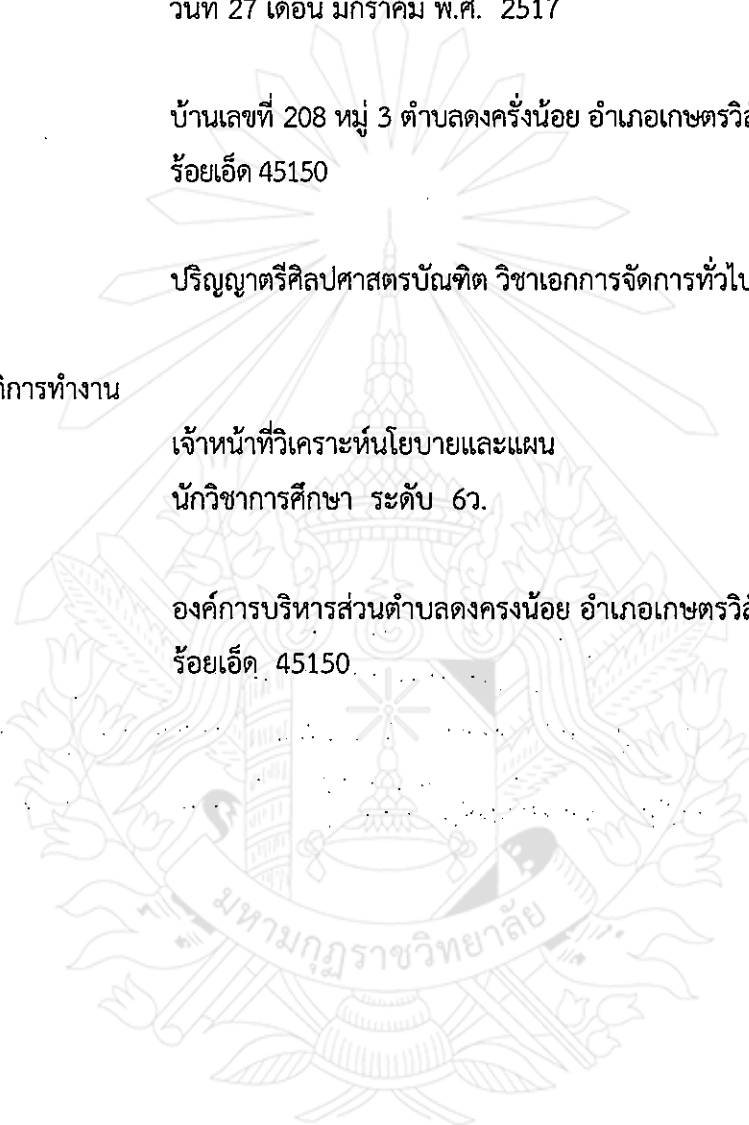 วันที่ 27 เดือน มกราคม พ.ศ. 2517
บ้านเลขที่ 208 หมู่ 3 ตำบลดงครั่งน้อย อำเภอเกษตรวิ
ร้อยเอ็ด 45150
ปริญญาตรีศิลปศาสตรบัณฑิต วิชาเอกการจัดการทั่วไป
การทำงาน
เจ้าหน้าที่วิเคราะห์นโยบายและแผน
นักวิชาการศึกษา ระดับ 6ว.
องค์การบริหารส่วนตำบลดงครงน้อย อำเภอเกษตรวิ
ร้อยเอ็ด 45150
มหามกุฏราชวิทยาลัย